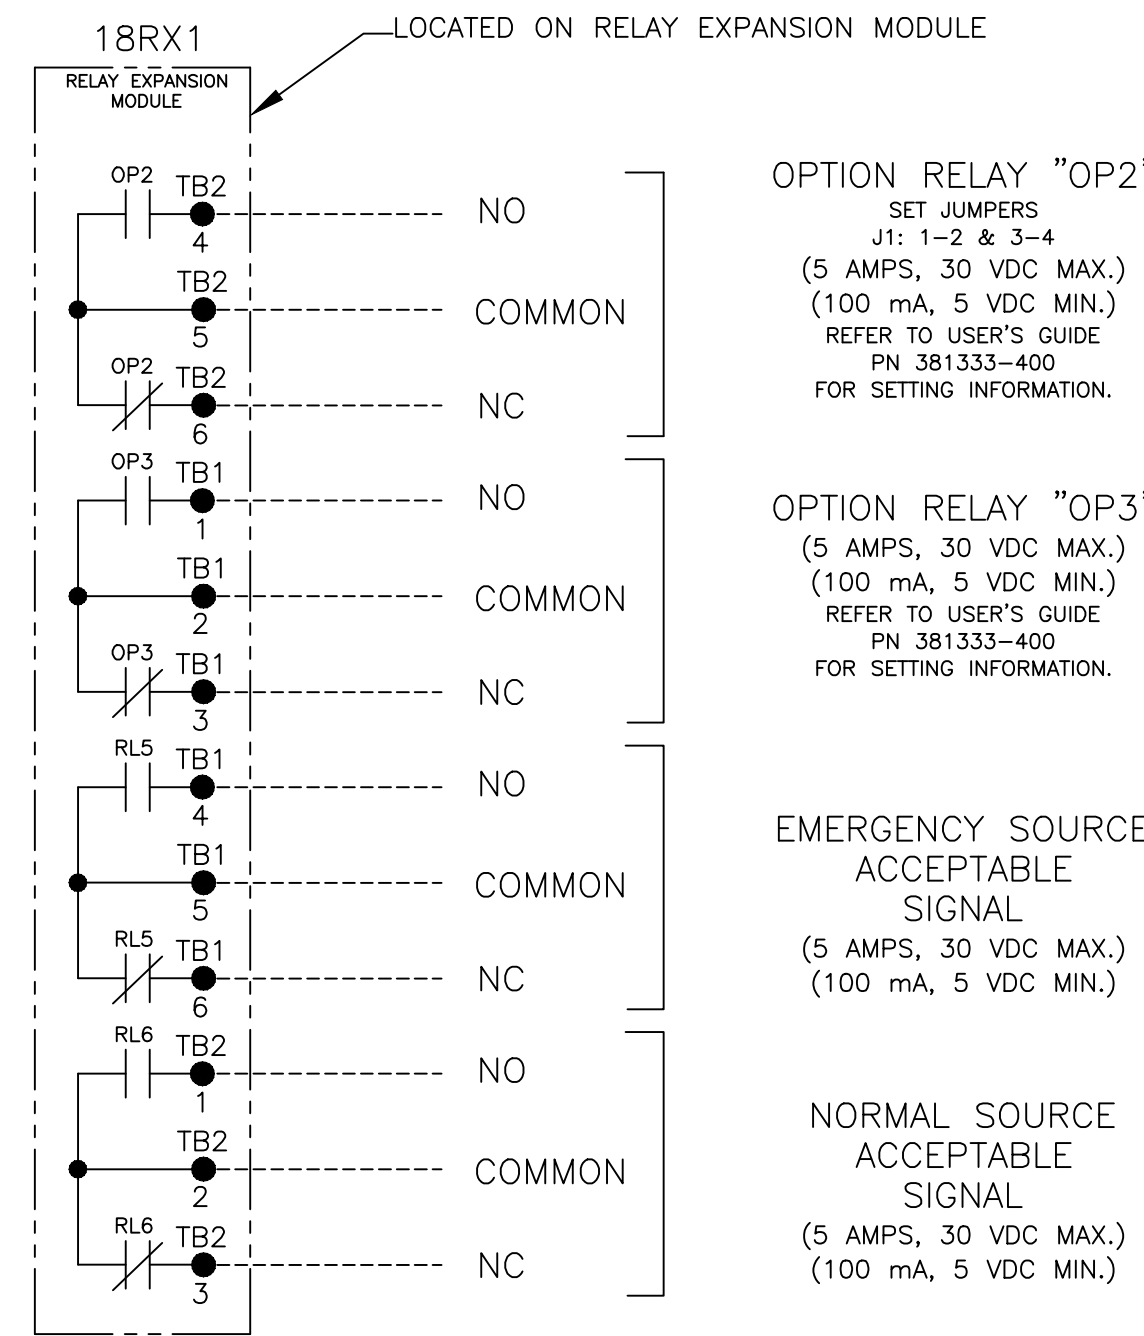 18RX1
LOCATED ON RELAY EXPANSION MODULE
RELAY EXPANSION
MODULE
OP2 TB2
4
NO
TB2
5
COMMON
OP2 TB2
6
NC
OPTION RELAY "OP2"
SET JUMPERS
J1: 1-2 & 3-4
(5 AMPS, 30 VDC MAX.)
(100 mA, 5 VDC MIN.)
REFER TO USER'S GUIDE
PN 381333-400
FOR SETTING INFORMATION.
OP3 TB1
1
NO
TB1
2
COMMON
OP3 TB1
3
NC
OPTION RELAY "OP3"
(5 AMPS, 30 VDC MAX.)
(100 mA, 5 VDC MIN.)
REFER TO USER'S GUIDE
PN 381333-400
FOR SETTING INFORMATION.
RL5 TB1
4
NO
TB1
5
COMMON
RL5 TB1
6
NC
EMERGENCY SOURCE
ACCEPTABLE
SIGNAL
(5 AMPS, 30 VDC MAX.)
(100 mA, 5 VDC MIN.)
RL6 TB2
1
NO
TB2
2
COMMON
RL6 TB2
3
NC
NORMAL SOURCE
ACCEPTABLE
SIGNAL
(5 AMPS, 30 VDC MAX.)
(100 mA, 5 VDC MIN.)